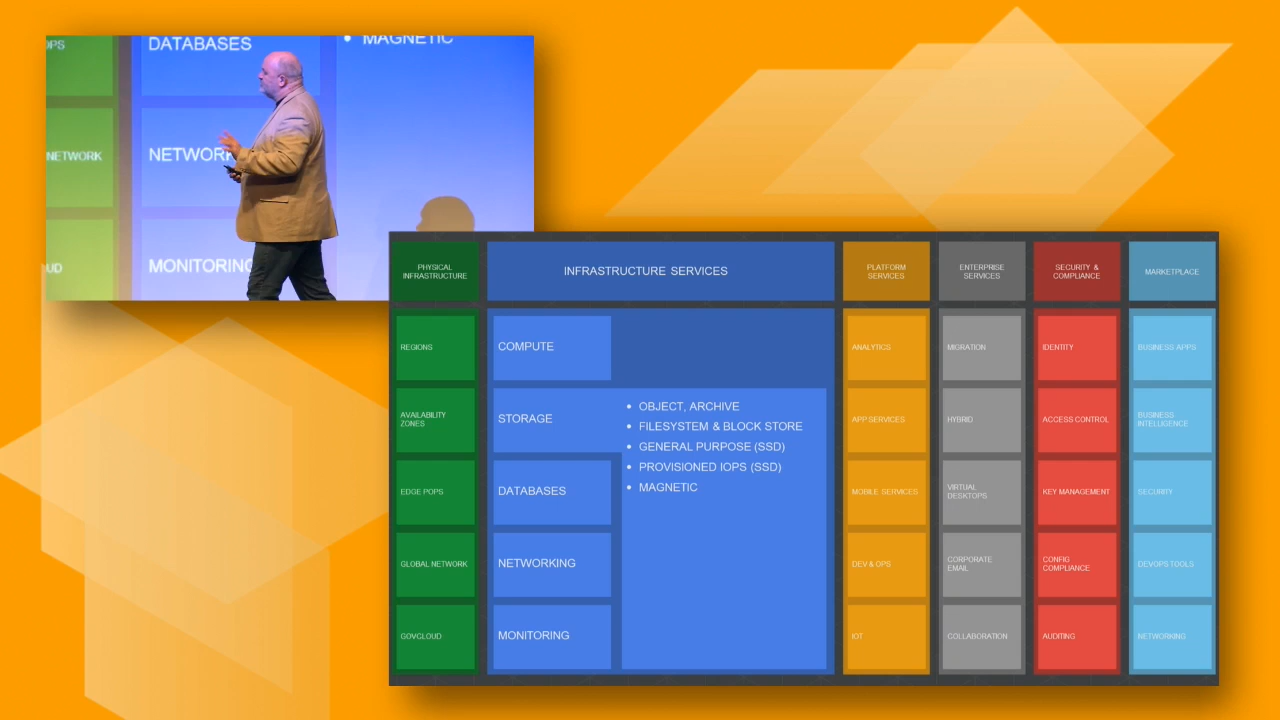 OPS
DATABASES
• MAGNETIC
NETWORK
NETWORK
UD
MONITORING
PHYSICAL
INFRASTRUCTURE
INFRASTRUCTURE SERVICES
PLATFORM
SERVICES
ENTERPRISE
SERVICES
SECURITY &
COMPLIANCE
MARKETPLACE
REGIONS
COMPUTE
ANALYTICS
MIGRATION
IDENTITY
BUSINESS APPS
AVAILABILITY
ZONES
STORAGE
• OBJECT, ARCHIVE
• FILESYSTEM & BLOCK STORE
• GENERAL PURPOSE (SSD)
• PROVISIONED IOPS (SSD)
• MAGNETIC
APP SERVICES
HYBRID
ACCESS CONTROL
BUSINESS
INTELLIGENCE
EDGE POPS
DATABASES
MOBILE SERVICES
VIRTUAL
DESKTOPS
KEY MANAGEMENT
SECURITY
GLOBAL NETWORK
NETWORKING
DEV & OPS
CORPORATE
EMAIL
CONFIG
COMPLIANCE
DEVOPS TOOLS
GOVCLOUD
MONITORING
IOT
COLLABORATION
AUDITING
NETWORKING